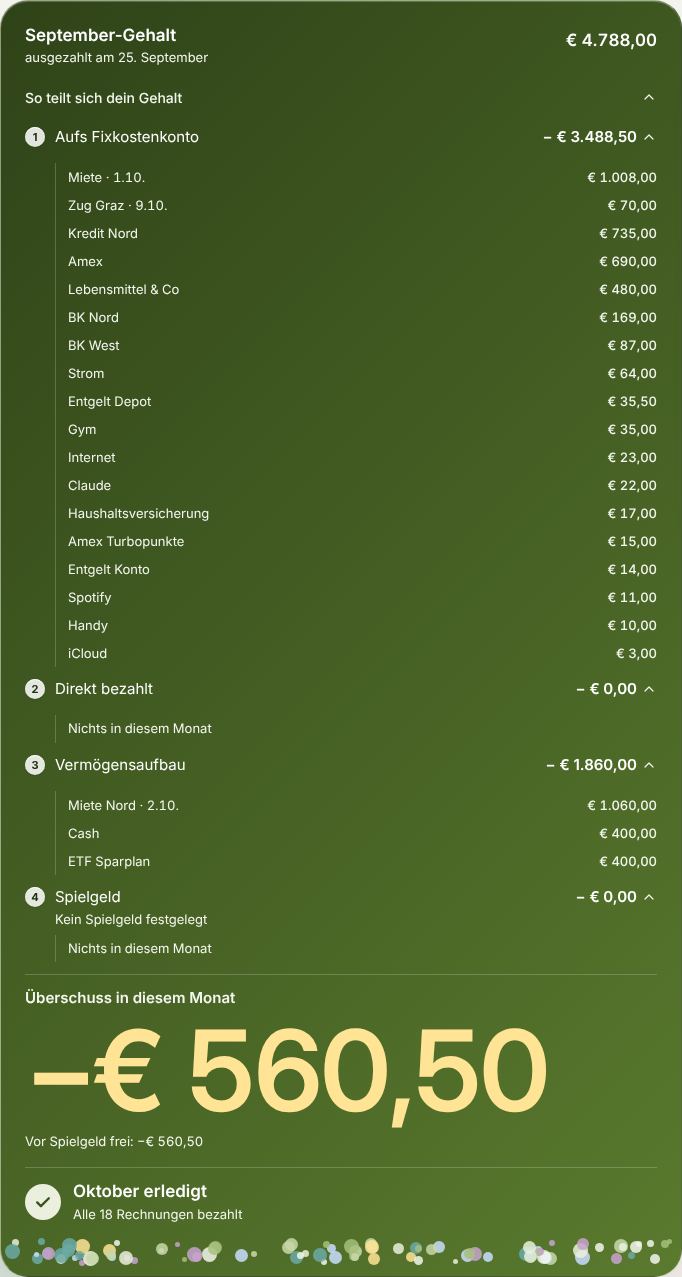 September-Gehalt
€ 4.788,00
ausgezahlt am 25. September
So teilt sich dein Gehalt
1 Aufs Fixkostenkonto – € 3.488,50
Miete · 1.10. € 1.008,00
Zug Graz · 9.10. € 70,00
Kredit Nord € 735,00
Amex € 690,00
Lebensmittel & Co € 480,00
BK Nord € 169,00
BK West € 87,00
Strom € 64,00
Entgelt Depot € 35,50
Gym € 35,00
Internet € 23,00
Claude € 22,00
Haushaltsversicherung € 17,00
Amex Turbopunkte € 15,00
Entgelt Konto € 14,00
Spotify € 11,00
Handy € 10,00
iCloud € 3,00
2 Direkt bezahlt – € 0,00
Nichts in diesem Monat
3 Vermögensaufbau – € 1.860,00
Miete Nord · 2.10. € 1.060,00
Cash € 400,00
ETF Sparplan € 400,00
4 Spielgeld – € 0,00
Kein Spielgeld festgelegt
Nichts in diesem Monat
Überschuss in diesem Monat
–€ 560,50
Vor Spielgeld frei: –€ 560,50
Oktober erledigt
Alle 18 Rechnungen bezahlt